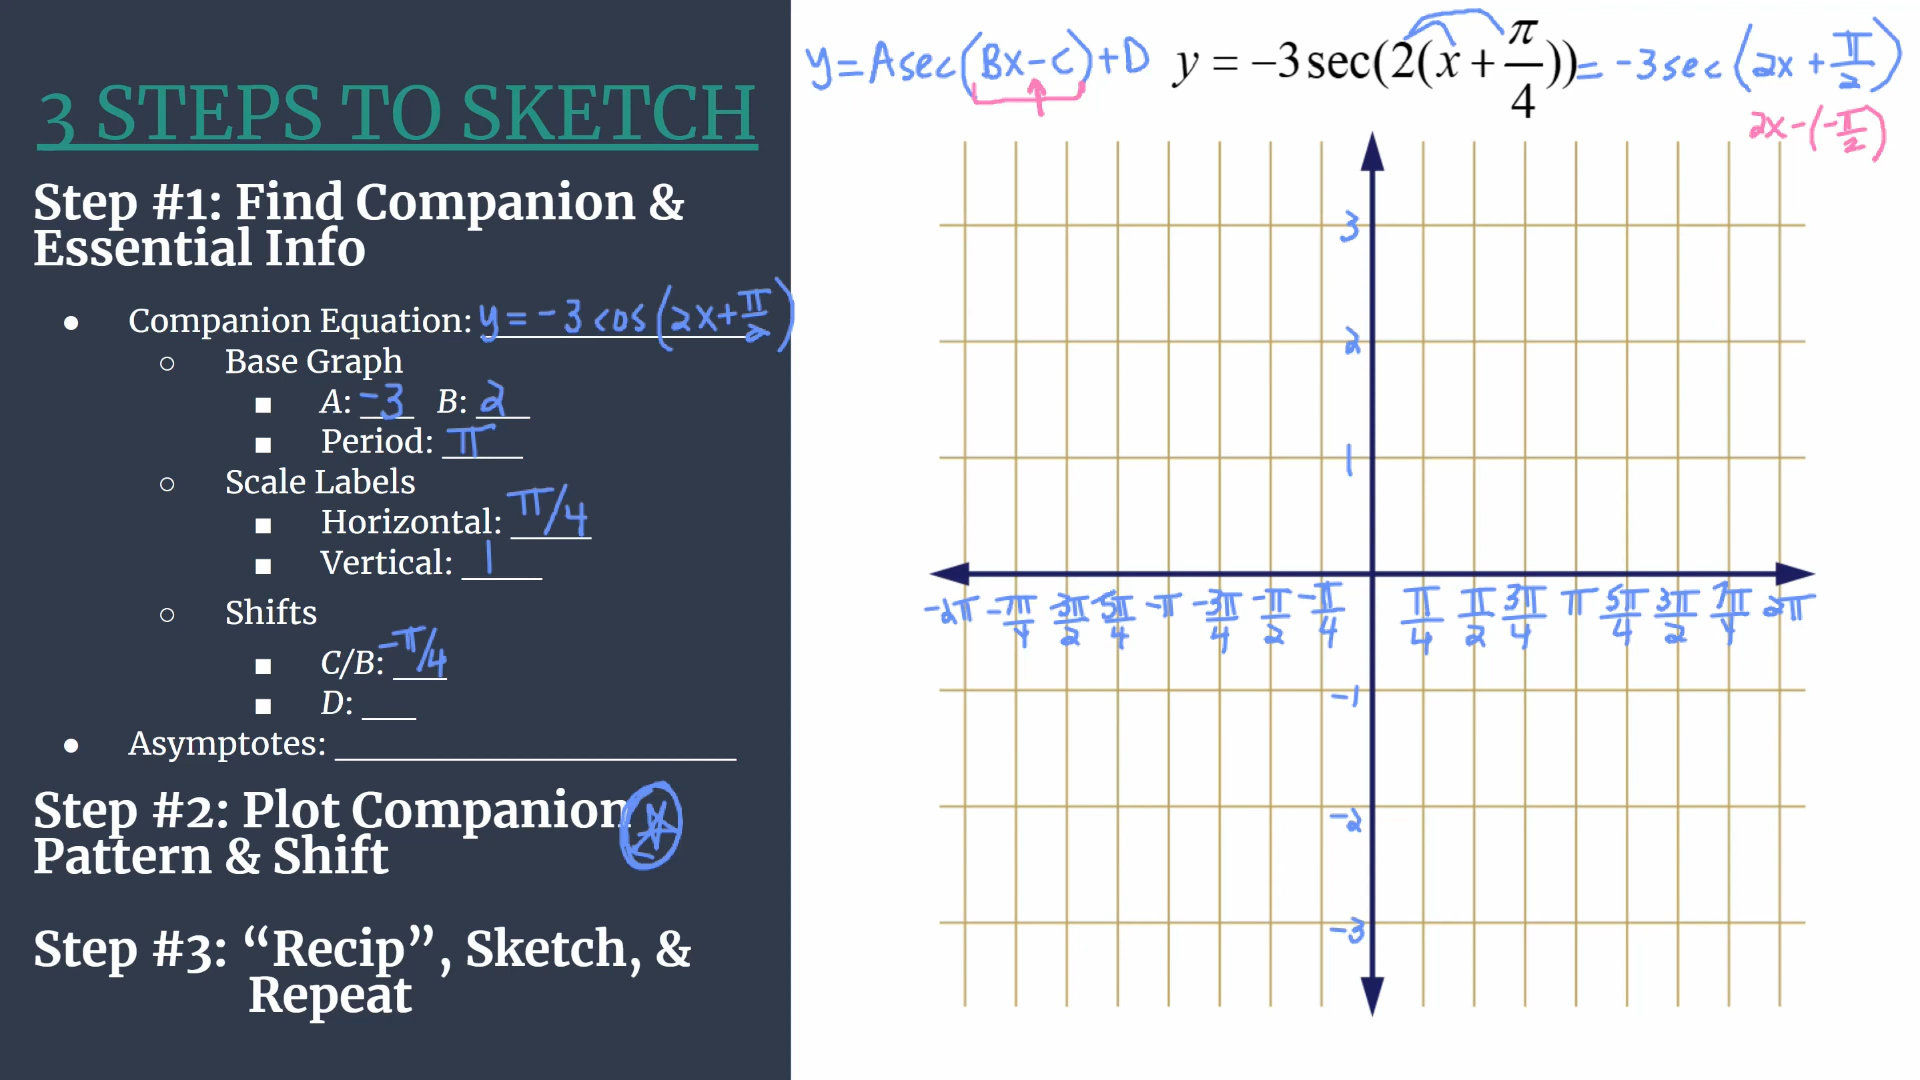 3 STEPS TO SKETCH
Step #1: Find Companion &
Essential Info
● Companion Equation: y = -3 cos(2x+π/2)
○ Base Graph
■ A: -3 B: 2
■ Period: π
○ Scale Labels
■ Horizontal: π/4
■ Vertical: 1
○ Shifts
■ C/B: -π/4
■ D: ____
● Asymptotes: ____
Step #2: Plot Companion
Pattern & Shift
Step #3: “Recip”, Sketch, &
Repeat
y=Asec(Bx-C)+D y = −3sec(2(x+π/4)) = -3sec(2x+π/2)
2x-(-π/2)
3
2
1
-2π -7π/4 -3π/2 -5π/4 -π -3π/4 -π/2 -π/4 π/4 π/2 3π/4 π 5π/4 3π/2 7π/4 2π
-1
-2
-3